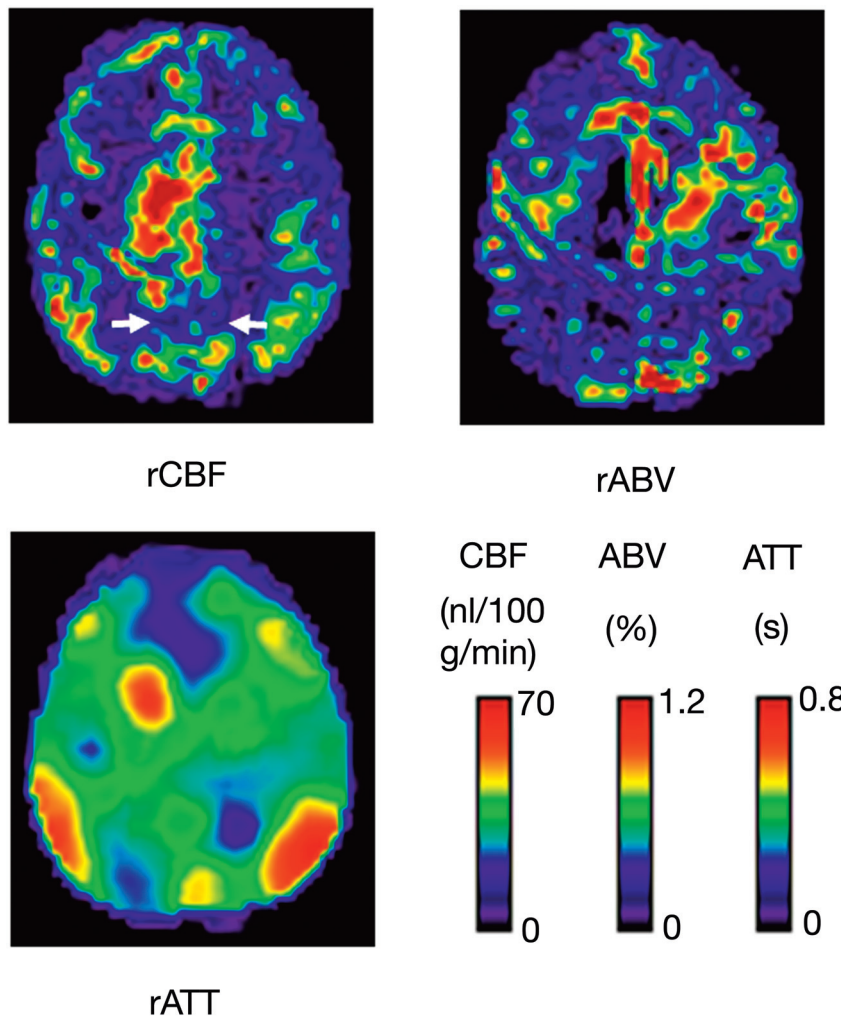 rCBF
rABV
CBF ABV ATT
(nl/100 g/min) (%) (s)
70 1.2 0.8
0 0 0
rATT